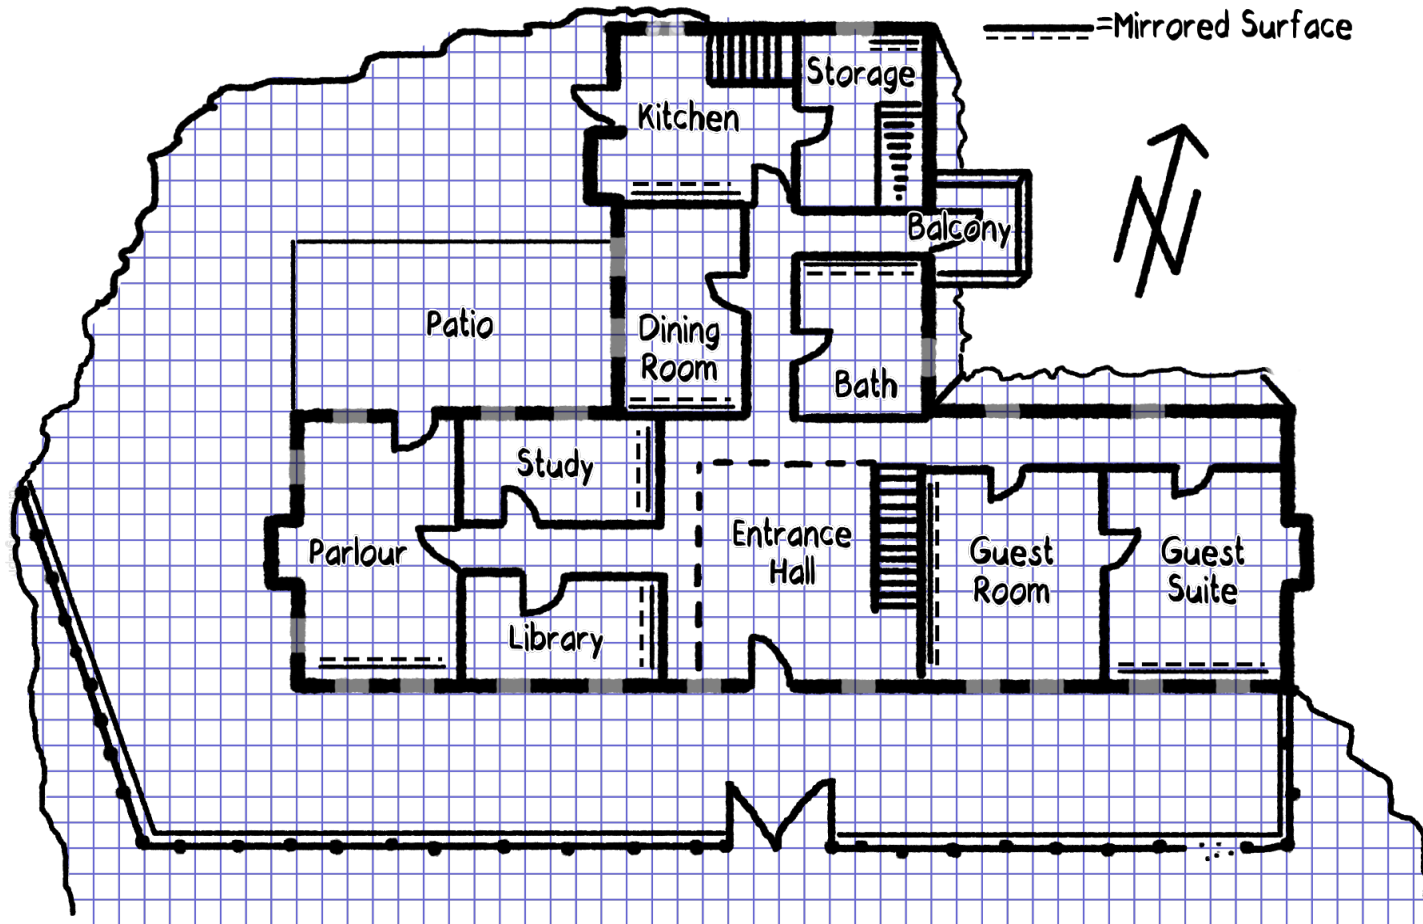 =Mirrored Surface
Storage
Kitchen
Balcony
N
Patio
Dining
Room
Bath
Study
Entrance
Hall
Parlour
Guest
Room
Guest
Suite
Library